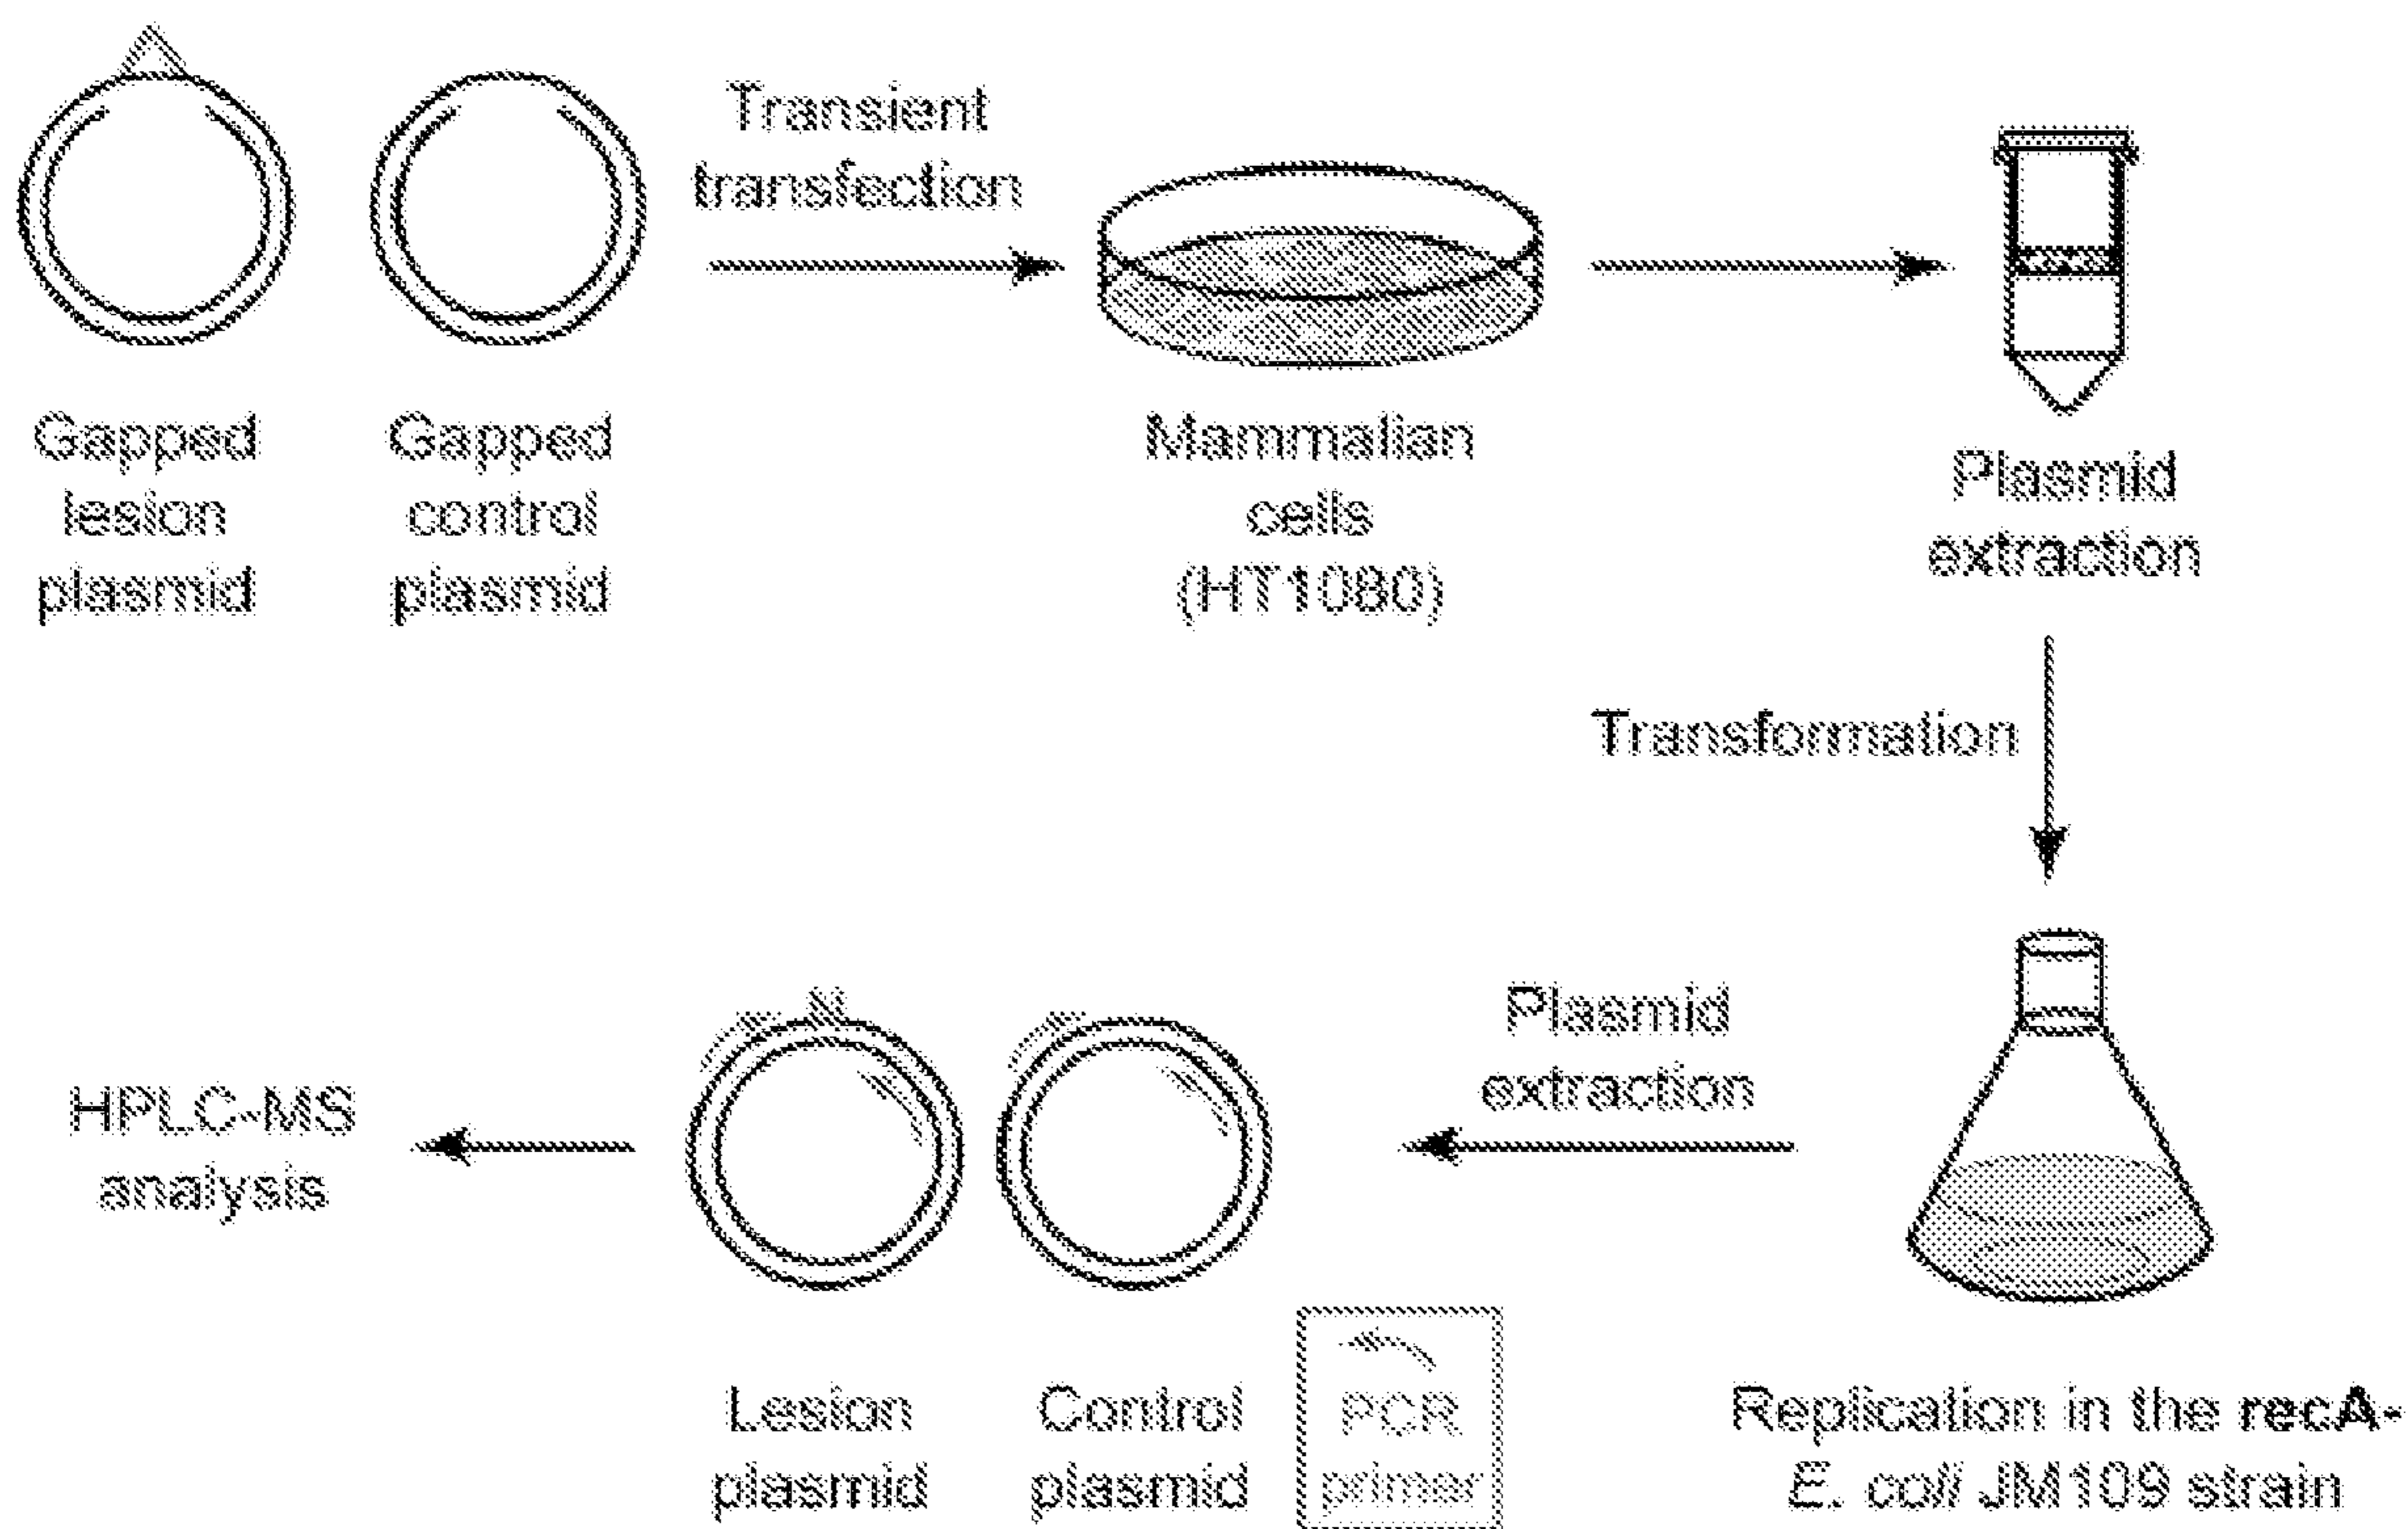 Transient
transfection
Gapped
lesion
plasmid
Gapped
control
plasmid
Mammalian
cells
(HT1080)
Plasmid
extraction
Transformation
Replication in the recA-
E. coli JM109 strain
Plasmid
extraction
N
Lesion
plasmid
Control
plasmid
PCR
primer
HPLC-MS
analysis